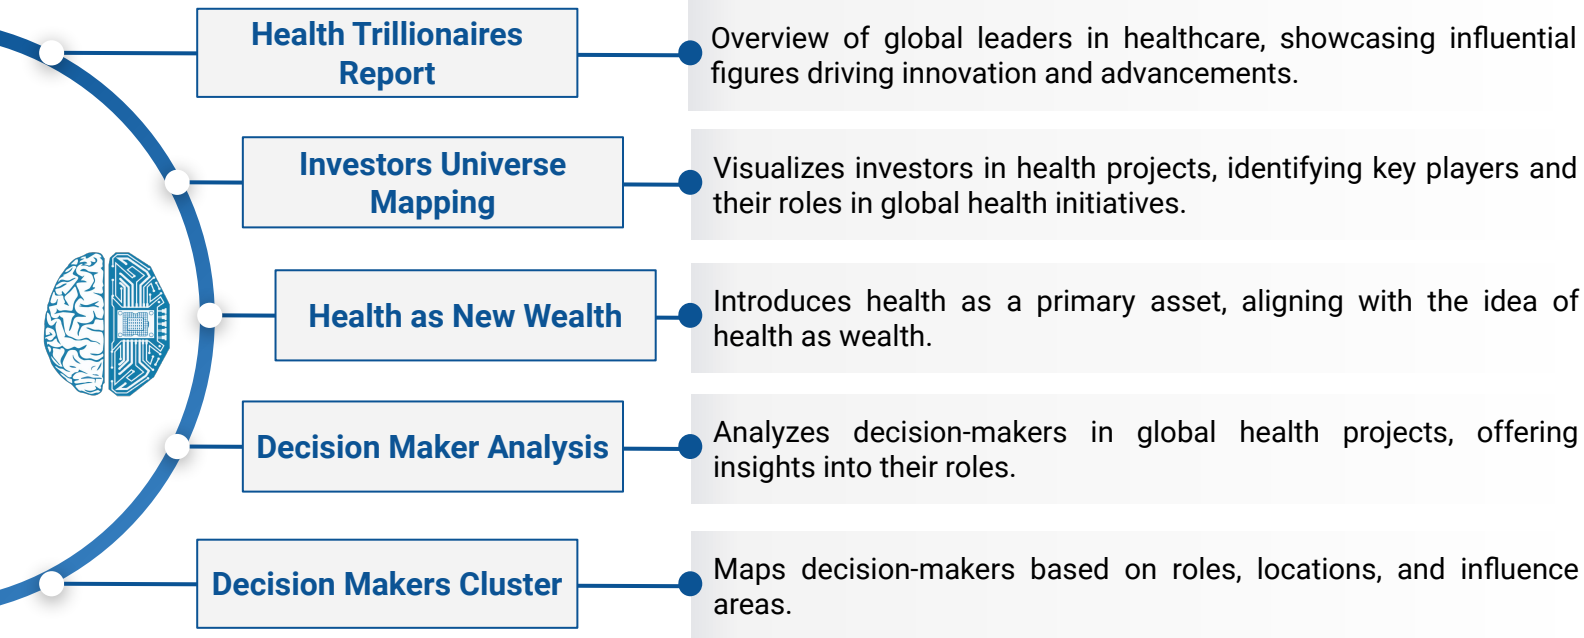 Health Trillionaires
Report
Overview of global leaders in healthcare, showcasing influential
figures driving innovation and advancements.
Investors Universe
Mapping
Visualizes investors in health projects, identifying key players and
their roles in global health initiatives.
Health as New Wealth
Introduces health as a primary asset, aligning with the idea of
health as wealth.
Decision Maker Analysis
Analyzes decision-makers in global health projects, offering
insights into their roles.
Decision Makers Cluster
Maps decision-makers based on roles, locations, and influence
areas.